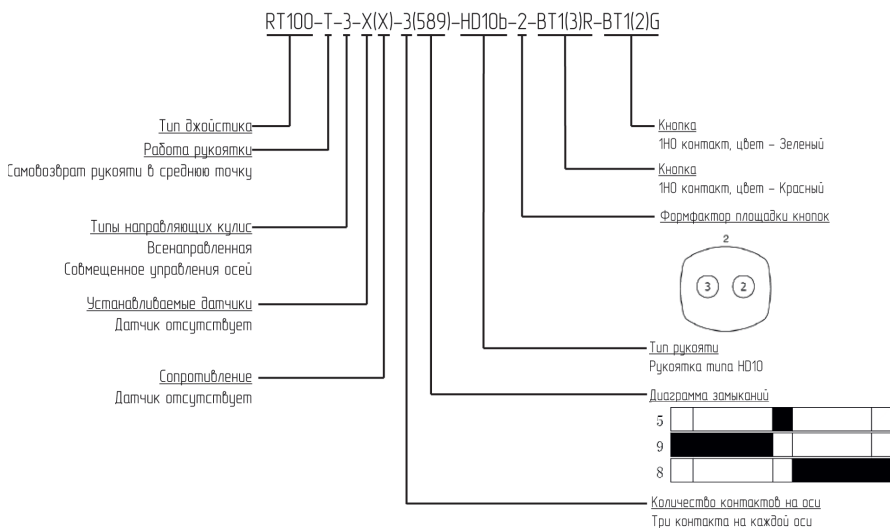 RT100-T-3-X(X)-3(589)-HD10b-2-BT1(3)R-BT1(2)G
Тип джойстика
Работа рукоятки
Самовозврат рукояти в среднюю точку
Типы направляющих кулис
Всенаправленная
Совмещенное управления осей
Устанавливаемые датчики
Датчик отсутствует
Сопротивление
Датчик отсутствует
Кнопка
1НО контакт, цвет – Зеленый
Кнопка
1НО контакт, цвет – Красный
Формфактор площадки кнопок
2
3 2
Тип рукояти
Рукоятка типа HD10
Диаграмма замыканий
5
9
8
Количество контактов на оси
Три контакта на каждой оси